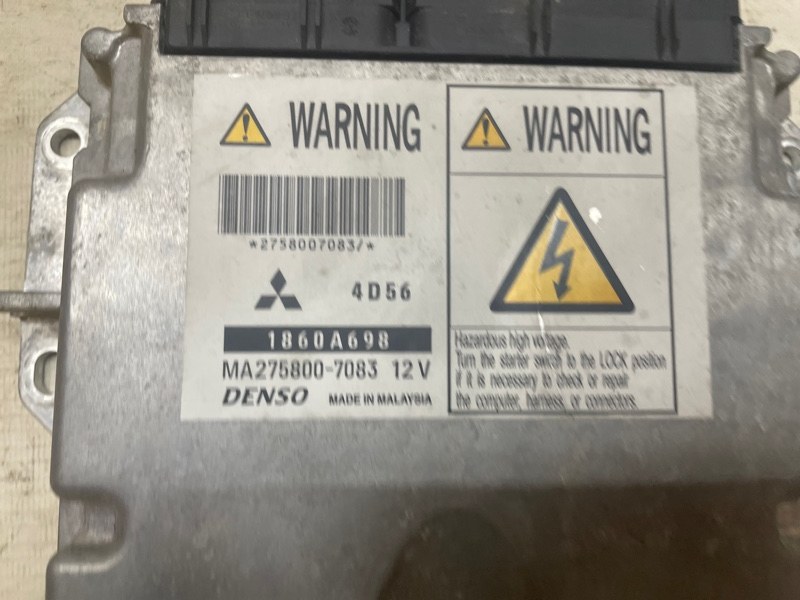 WARNING
*2758007083/*
4D56
1860A698
MA275800-7083 12V
DENSO MADE IN MALAYSIA
WARNING
Hazardous high voltage.
Turn the starter switch to the LOCK position
if it is necessary to check or repair
the computer, harness, or connectors.